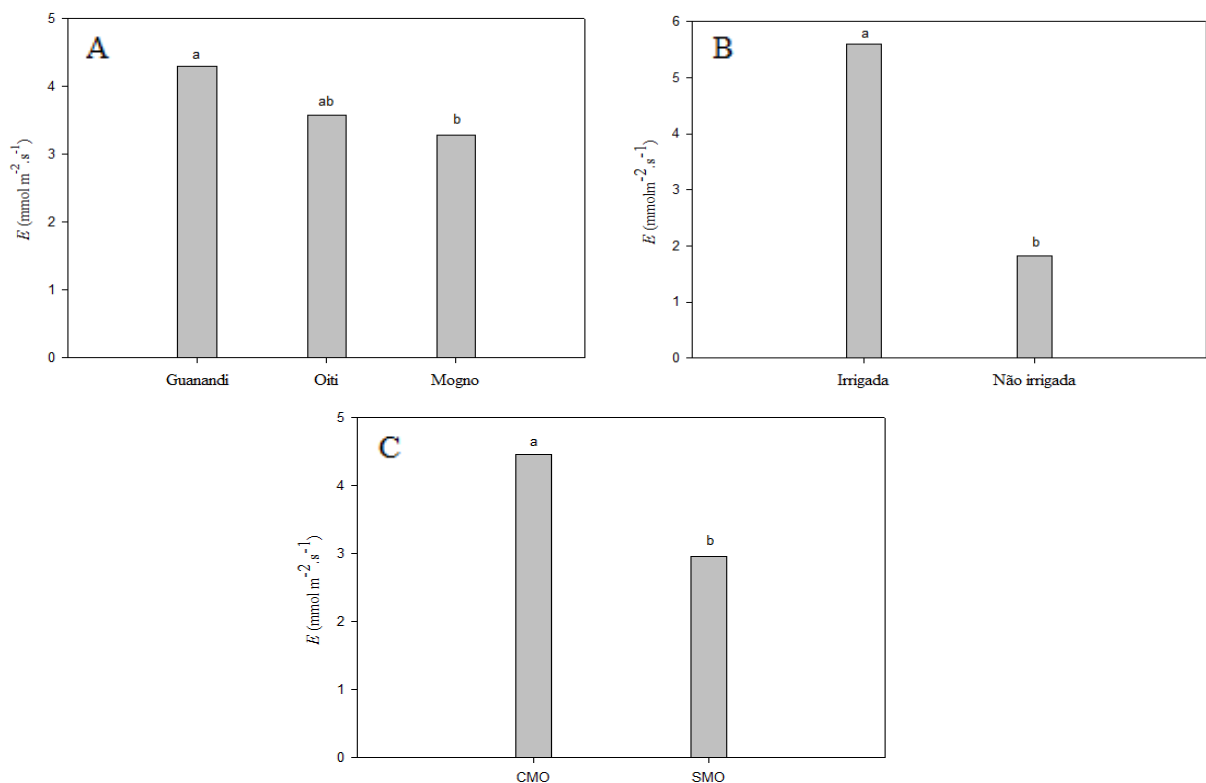 A
5
4
3
2
1
0
E (mmol m-2.s-1)
a
ab
b
Guanandi Oiti Mogno
B
6
5
4
3
2
1
0
E (mmolm-2.s-1)
a
b
Irrigada Não irrigada
C
5
4
3
2
1
0
E (mmol m-2.s-1)
a
b
CMO SMO